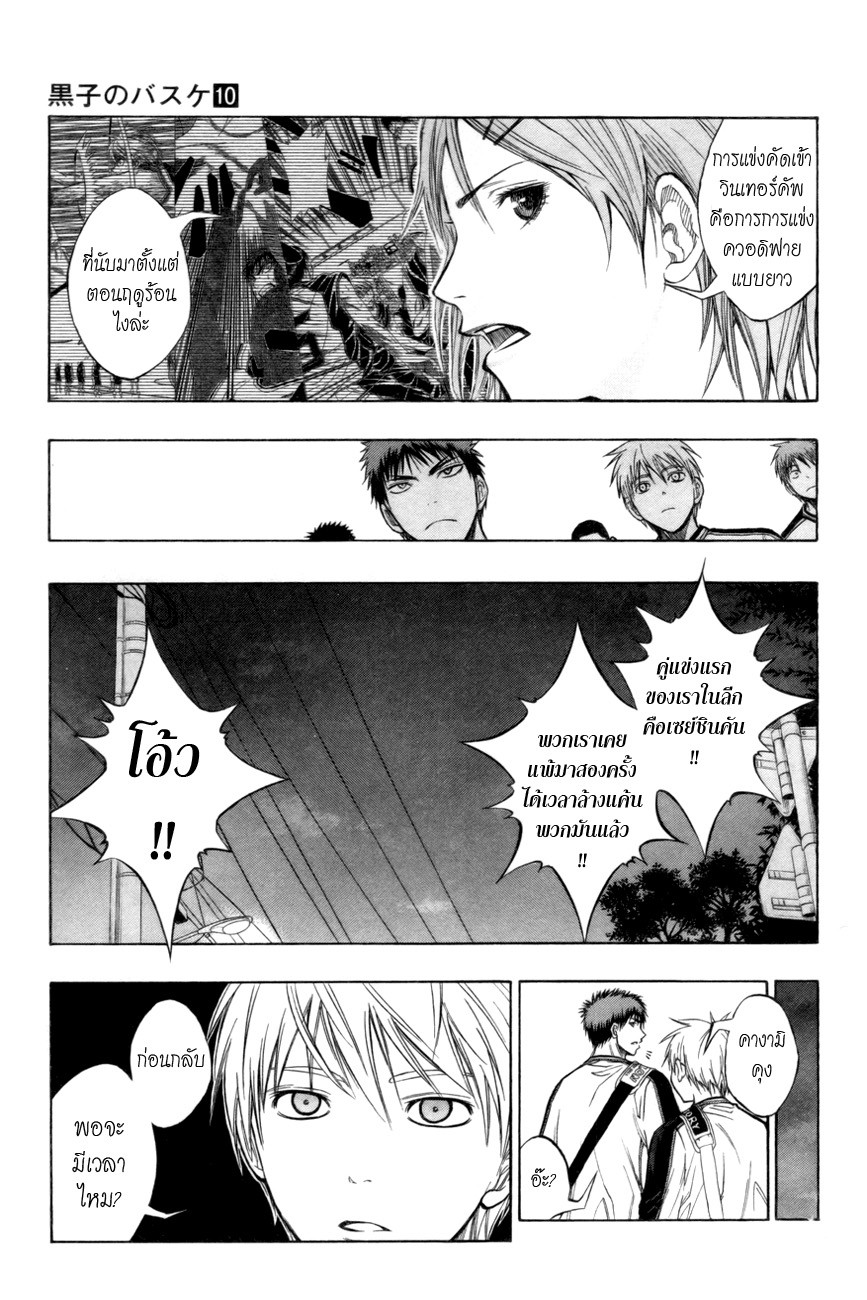 黒子のバスケ10
การแข่งคัดเข้า
วินเทอร์คัพ
คือการการแข่ง
ควอดิฟาย
แบบยาว
ที่นับมาตั้งแต่
ตอนฤดูร้อน
ไงล่ะ
คู่แข่งแรก
ของเราในลีก
คือเซย์ชินคัน
!!
พวกเราเคย
แพ้มาสองครั้ง
ได้เวลาล้างแค้น
พวกมันแล้ว
!!
โอ้ว
!!
คางามิ
คุง
อ๊ะ?
ก่อนกลับ
พอจะ
มีเวลา
ไหม?